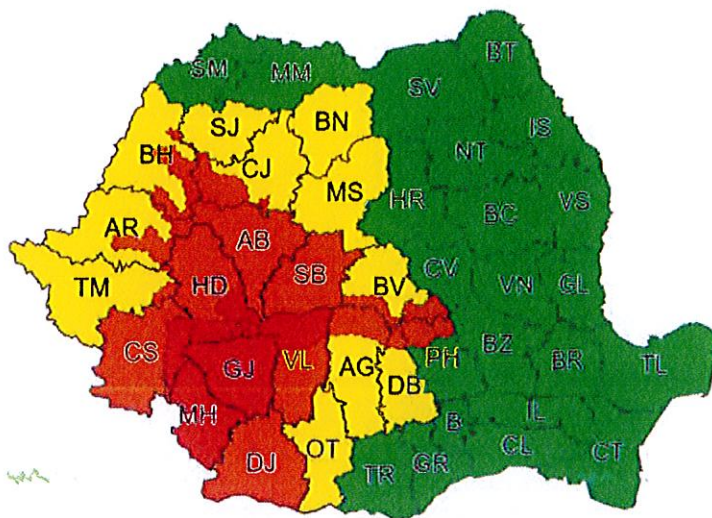 BT
SM MM SV
SJ BN IS
BH CJ NT
MS HR BC VS
AR AB
TM HD SB BV CV VN GL
CS GJ VL AG DB PH BZ BR TL
MH B IL
DJ OT TR GR CL CT